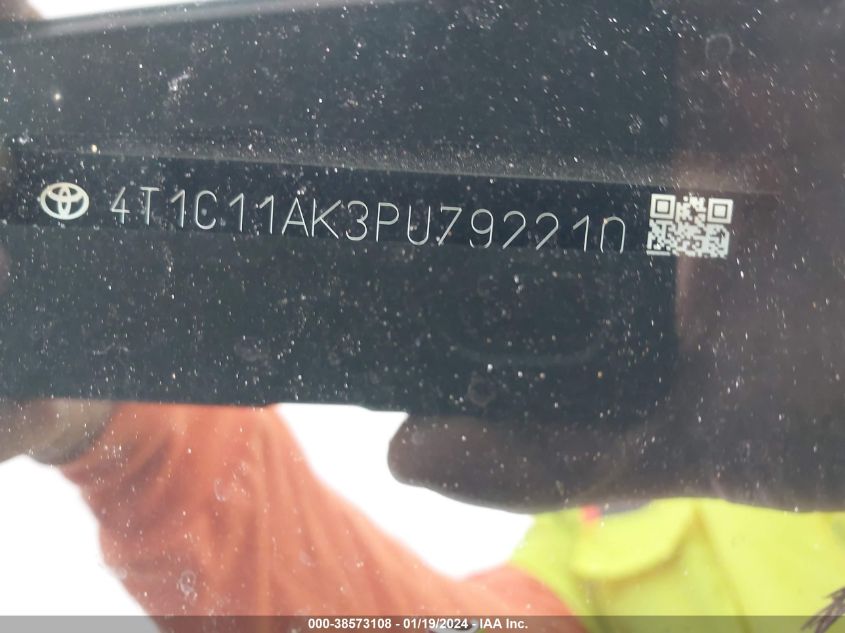 4T1C11AK3PU792210
000-38573108 - 01/19/2024 - IAA Inc.